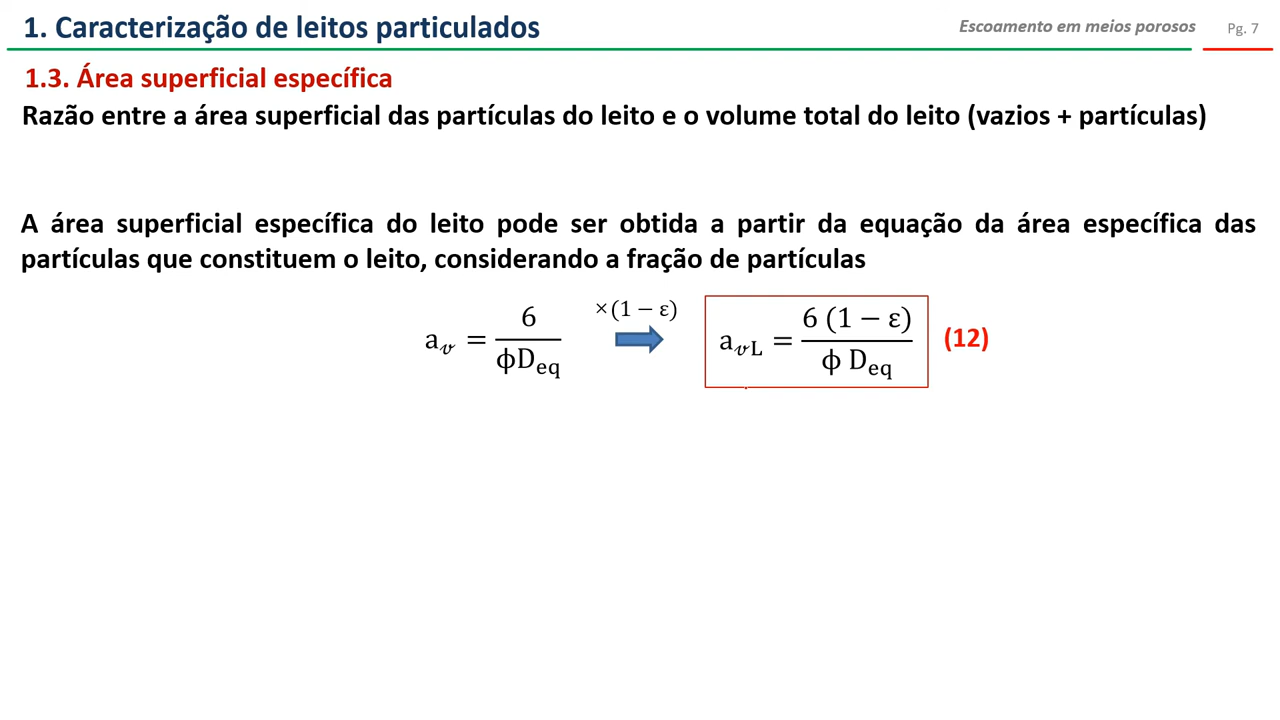 1. Caracterização de leitos particulados
Escoamento em meios porosos
Pg. 7
1.3. Área superficial específica
Razão entre a área superficial das partículas do leito e o volume total do leito (vazios + partículas)
A área superficial específica do leito pode ser obtida a partir da equação da área específica das
partículas que constituem o leito, considerando a fração de partículas
a𝓋 = 6 / ϕDeq
×(1 − ε)
a𝓋L = 6 (1 − ε) / ϕ Deq
(12)